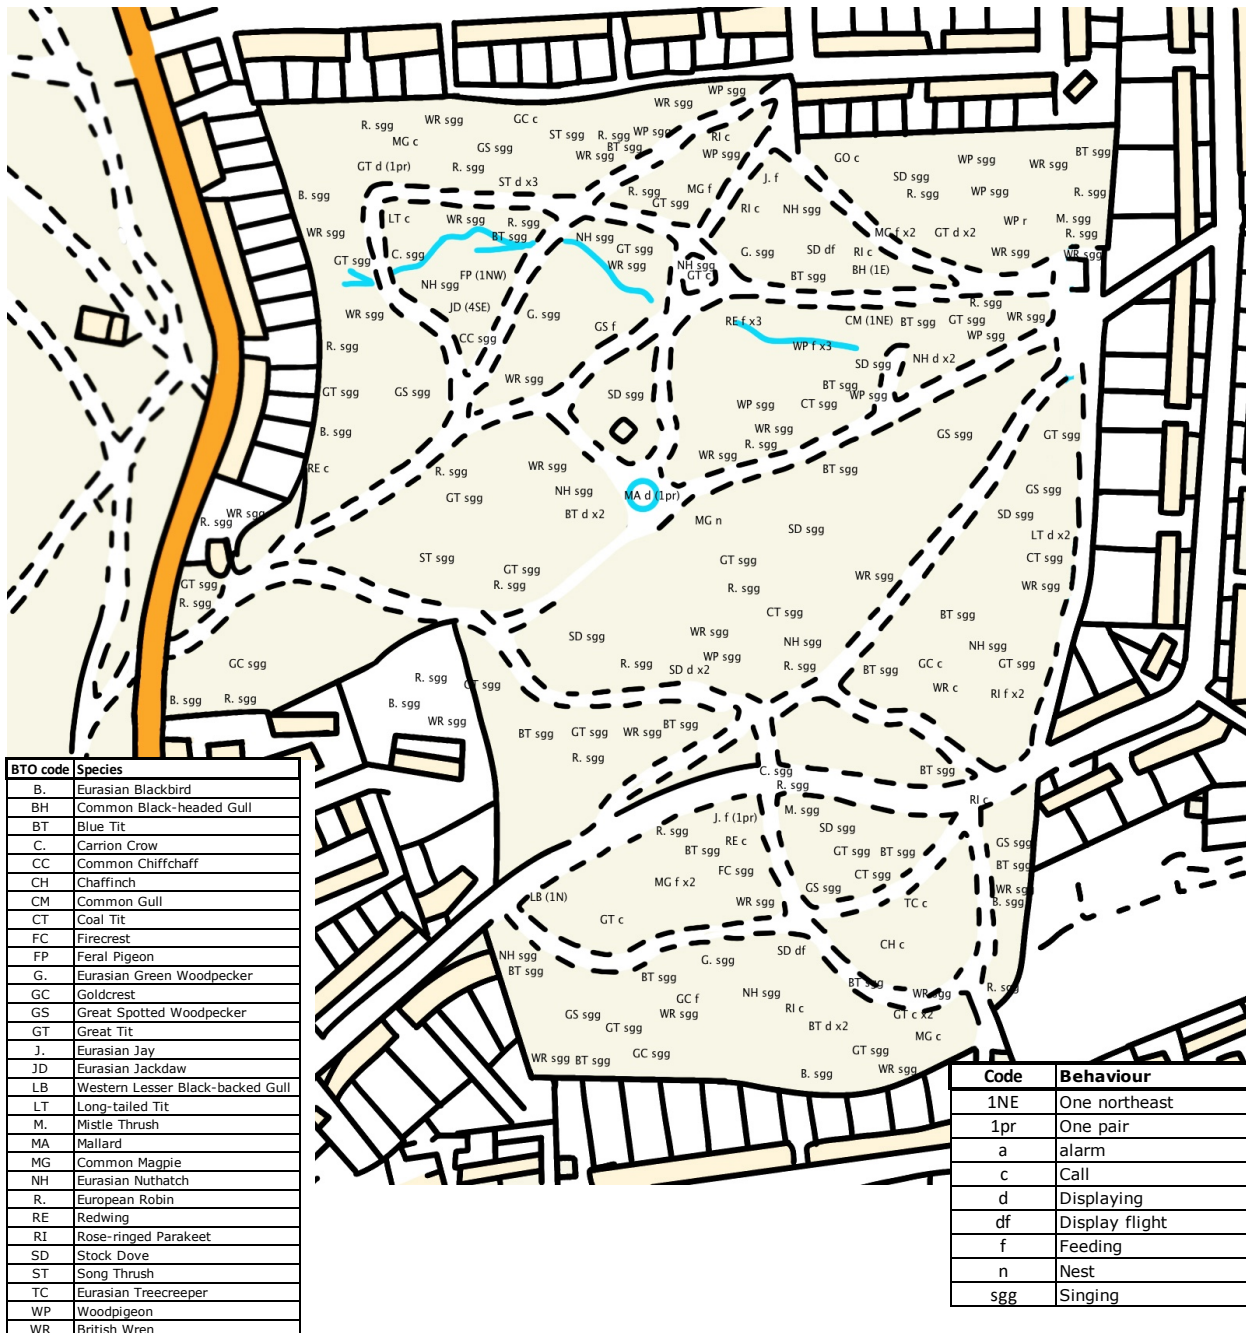 WP sgg
WR sgg
R. sgg
WR sgg
GC c
MG c
GS sgg
ST sgg
R. sgg
WP sgg
BT sgg
RI c
WR sgg
WP sgg
GT d (1pr)
R. sgg
ST d x3
GO c
WP sgg
WR sgg
BT sgg
J. f
SD sgg
B. sgg
R. sgg
MG f
GT sgg
R. sgg
WP sgg
R. sgg
LT c
WR sgg
R. sgg
RI c
NH sgg
WP r
M. sgg
WR sgg
BT sgg
NH sgg
MG f x2
GT d x2
R. sgg
GT sgg
C. sgg
GT sgg
G. sgg
SD df
RI c
WR sgg
WR sgg
FP (1NW)
WR sgg
NH sgg
GT c
BT sgg
BH (1E)
NH sgg
JD (4SE)
R. sgg
WR sgg
G. sgg
GS f
RE f x3
CM (1NE)
BT sgg
GT sgg
WR sgg
R. sgg
CC sgg
WP f x3
WP sgg
WR sgg
SD sgg
NH d x2
GT sgg
GS sgg
SD sgg
BT sgg
WP sgg
WP sgg
CT sgg
B. sgg
WR sgg
R. sgg
GS sgg
GT sgg
RE c
R. sgg
WR sgg
WR sgg
BT sgg
GT sgg
NH sgg
MA d (1pr)
GS sgg
R. sgg
WR sgg
BT d x2
MG n
SD sgg
SD sgg
LT d x2
ST sgg
GT sgg
GT sgg
CT sgg
GT sgg
R. sgg
R. sgg
WR sgg
WR sgg
R. sgg
CT sgg
BT sgg
SD sgg
WR sgg
NH sgg
NH sgg
GC sgg
R. sgg
WP sgg
SD d x2
R. sgg
BT sgg
GC c
GT sgg
B. sgg
R. sgg
R. sgg
GT sgg
WR c
RI f x2
B. sgg
WR sgg
BT sgg
GT sgg
WR sgg
BT sgg
R. sgg
C. sgg
BT sgg
R. sgg
RI c
J. f (1pr)
M. sgg
R. sgg
SD sgg
RE c
BT sgg
GT sgg
BT sgg
GS sgg
FC sgg
CT sgg
BT sgg
MG f x2
GS sgg
WR sgg
LB (1N)
WR sgg
TC c
B. sgg
GT c
CH c
NH sgg
G. sgg
SD df
BT sgg
BT sgg
BT sgg
R. sgg
GC f
NH sgg
WR sgg
GS sgg
WR sgg
RI c
GT c x2
GT sgg
BT d x2
MG c
WR sgg
BT sgg
GC sgg
GT sgg
B. sgg
WR sgg
BTO code Species
B. Eurasian Blackbird
BH Common Black-headed Gull
BT Blue Tit
C. Carrion Crow
CC Common Chiffchaff
CH Chaffinch
CM Common Gull
CT Coal Tit
FC Firecrest
FP Feral Pigeon
G. Eurasian Green Woodpecker
GC Goldcrest
GS Great Spotted Woodpecker
GT Great Tit
J. Eurasian Jay
JD Eurasian Jackdaw
LB Western Lesser Black-backed Gull
LT Long-tailed Tit
M. Mistle Thrush
MA Mallard
MG Common Magpie
NH Eurasian Nuthatch
R. European Robin
RE Redwing
RI Rose-ringed Parakeet
SD Stock Dove
ST Song Thrush
TC Eurasian Treecreeper
WP Woodpigeon
WR British Wren
Code Behaviour
1NE One northeast
1pr One pair
a alarm
c Call
d Displaying
df Display flight
f Feeding
n Nest
sgg Singing